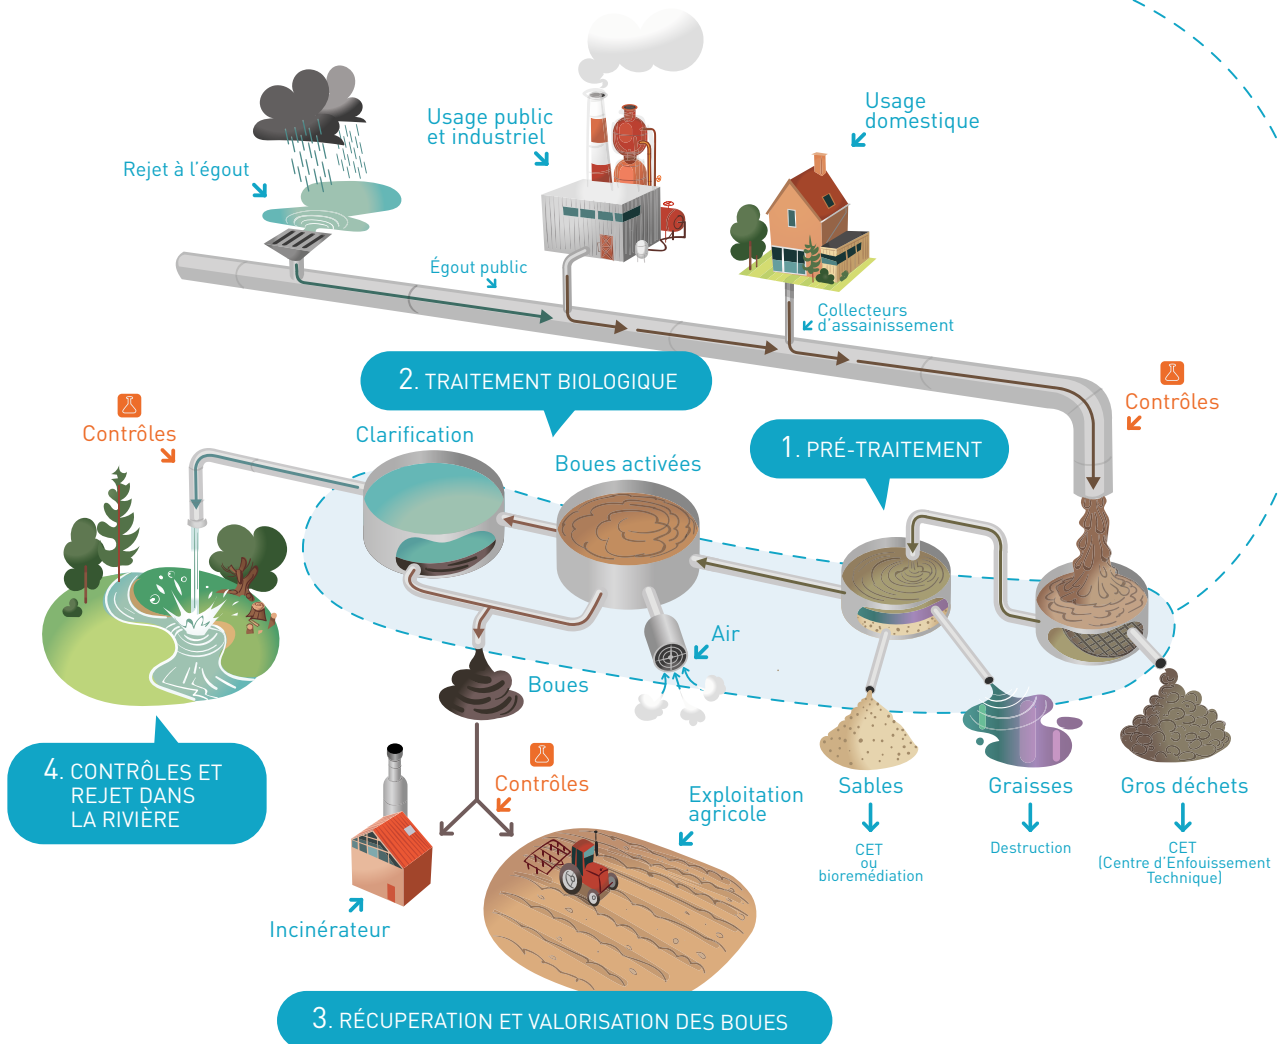 Usage public
et industriel
Usage
domestique
Rejet à l'égout
Égout public
Collecteurs
d'assainissement
2. TRAITEMENT BIOLOGIQUE
Contrôles
Contrôles
Clarification
Boues activées
1. PRÉ-TRAITEMENT
Air
Boues
4. CONTRÔLES ET
REJET DANS
LA RIVIÈRE
Contrôles
Exploitation
agricole
Sables
CET
ou
bioremédiation
Graisses
Destruction
Gros déchets
CET
(Centre d'Enfouissement
Technique)
Incinérateur
3. RÉCUPERATION ET VALORISATION DES BOUES